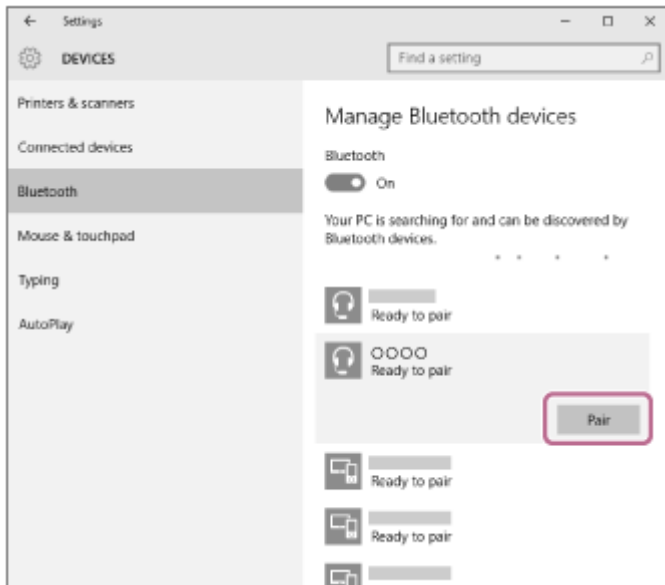 Settings
DEVICES
Find a setting
Printers & scanners
Connected devices
Bluetooth
Mouse & touchpad
Typing
AutoPlay
Manage Bluetooth devices
Bluetooth
On
Your PC is searching for and can be discovered by
Bluetooth devices.
Ready to pair
OOOO
Ready to pair
Pair
Ready to pair
Ready to pair